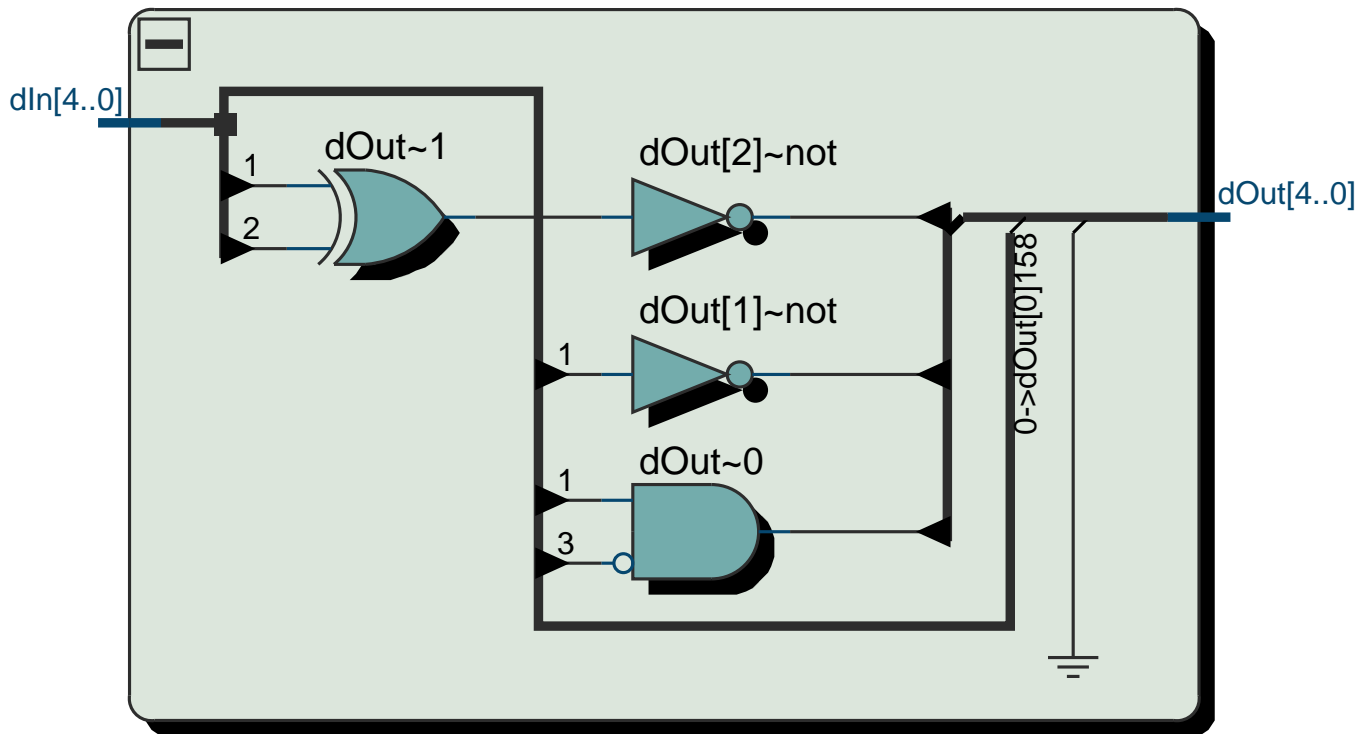 dIn[4..0]
dOut~1
1
2
dOut[2]~not
dOut[4..0]
dOut[1]~not
1
0->dOut[0]158
dOut~0
1
3